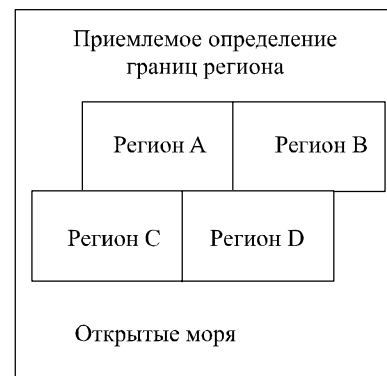 Приемлемое определение
границ региона
Регион A
Регион B
Регион C
Регион D
Открытые моря